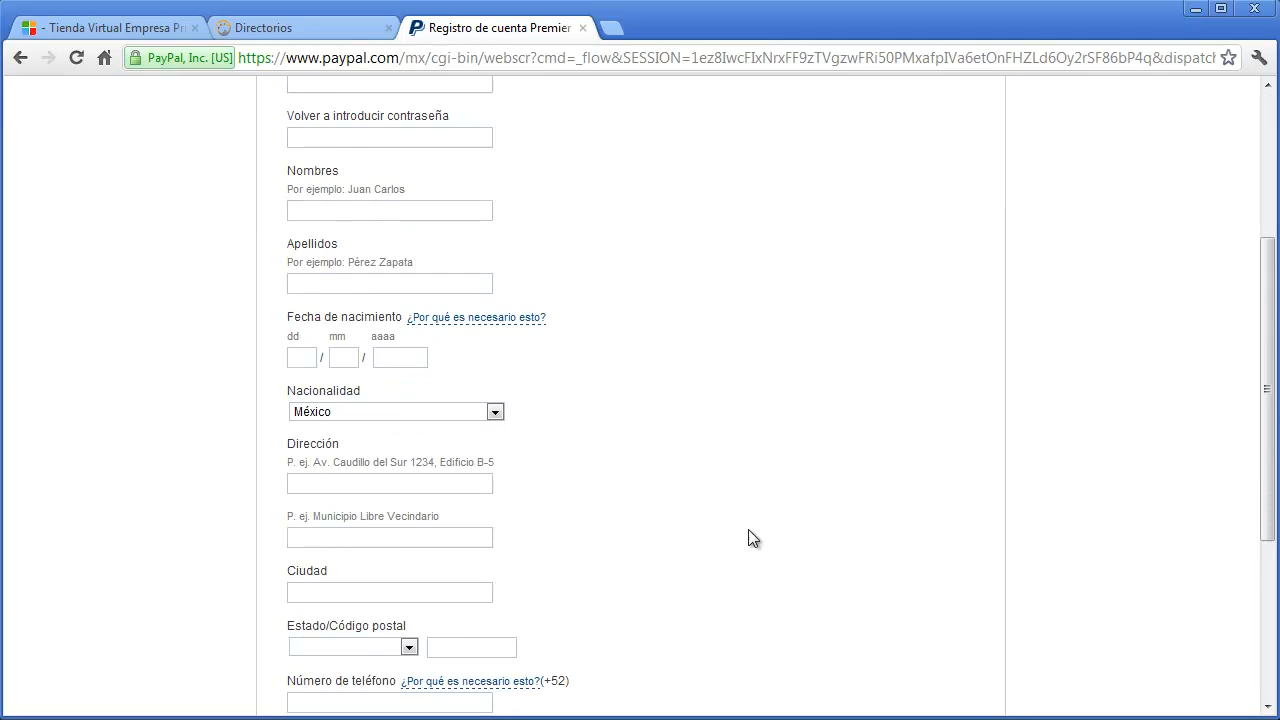 - Tienda Virtual Empresa Pri
Directorios
Registro de cuenta Premier
PayPal, Inc. [US]
https://www.paypal.com/mx/cgi-bin/webscr?cmd=_flow&SESSION=1ez8IwcFIxNrxFF9zTVgzwFRi50PMxafpIVa6etOnFHZLd6Oy2rSF86bP4q&dispatch
Volver a introducir contraseña
Nombres
Por ejemplo: Juan Carlos
Apellidos
Por ejemplo: Pérez Zapata
Fecha de nacimiento ¿Por qué es necesario esto?
dd mm aaaa
/ /
Nacionalidad
México
Dirección
P. ej. Av. Caudillo del Sur 1234, Edificio B-5
P. ej. Municipio Libre Vecindario
Ciudad
Estado/Código postal
Número de teléfono ¿Por qué es necesario esto?(+52)